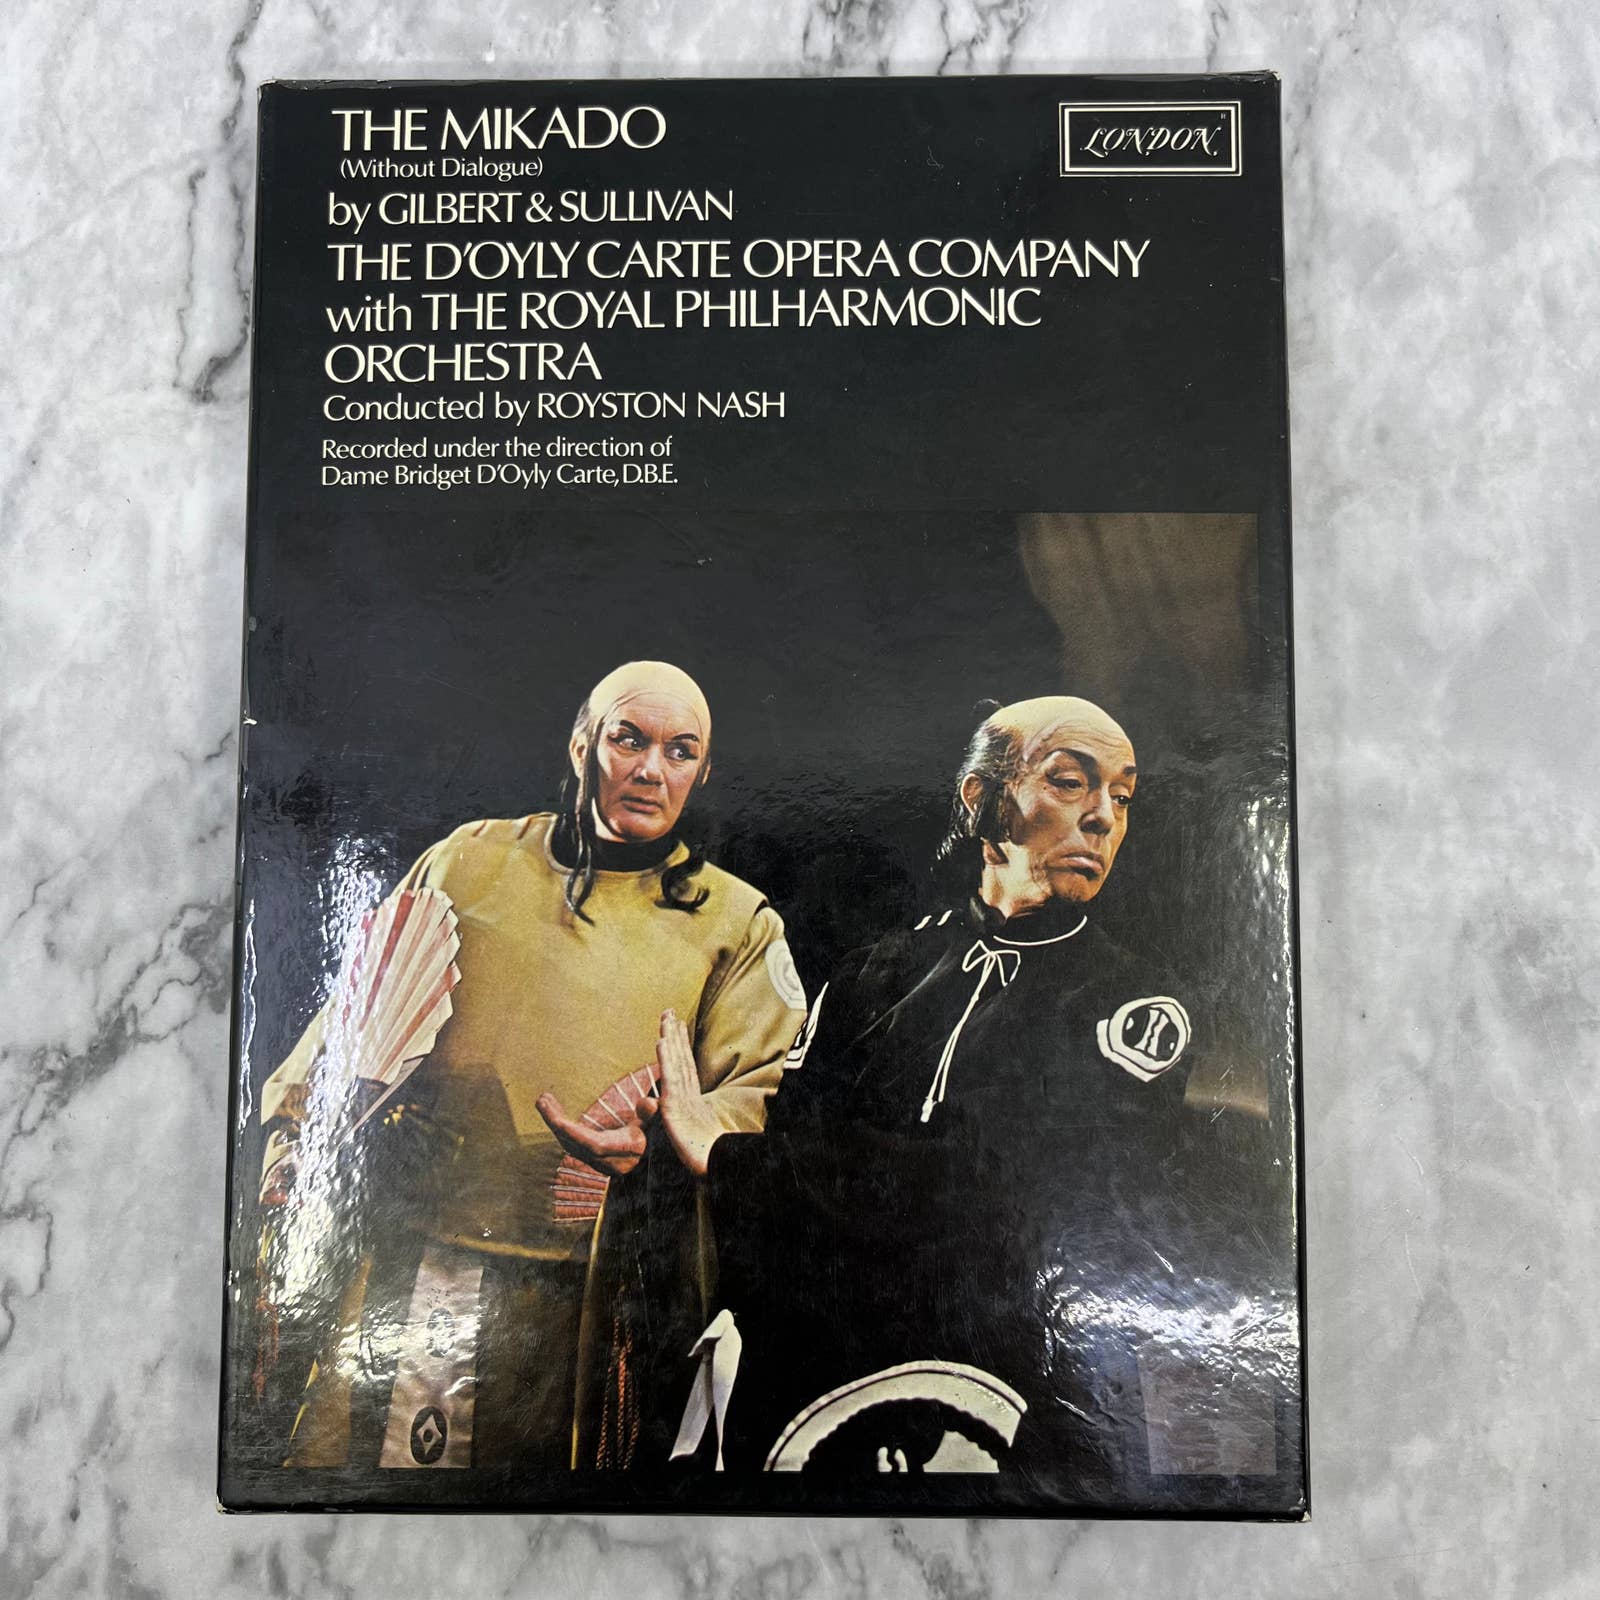 THE MIKADO
(Without Dialogue)
by GILBERT & SULLIVAN
THE D'OYLY CARTE OPERA COMPANY
with THE ROYAL PHILHARMONIC
ORCHESTRA
Conducted by ROYSTON NASH
Recorded under the direction of
Dame Bridget D'Oyly Carte, D.B.E.
LONDON